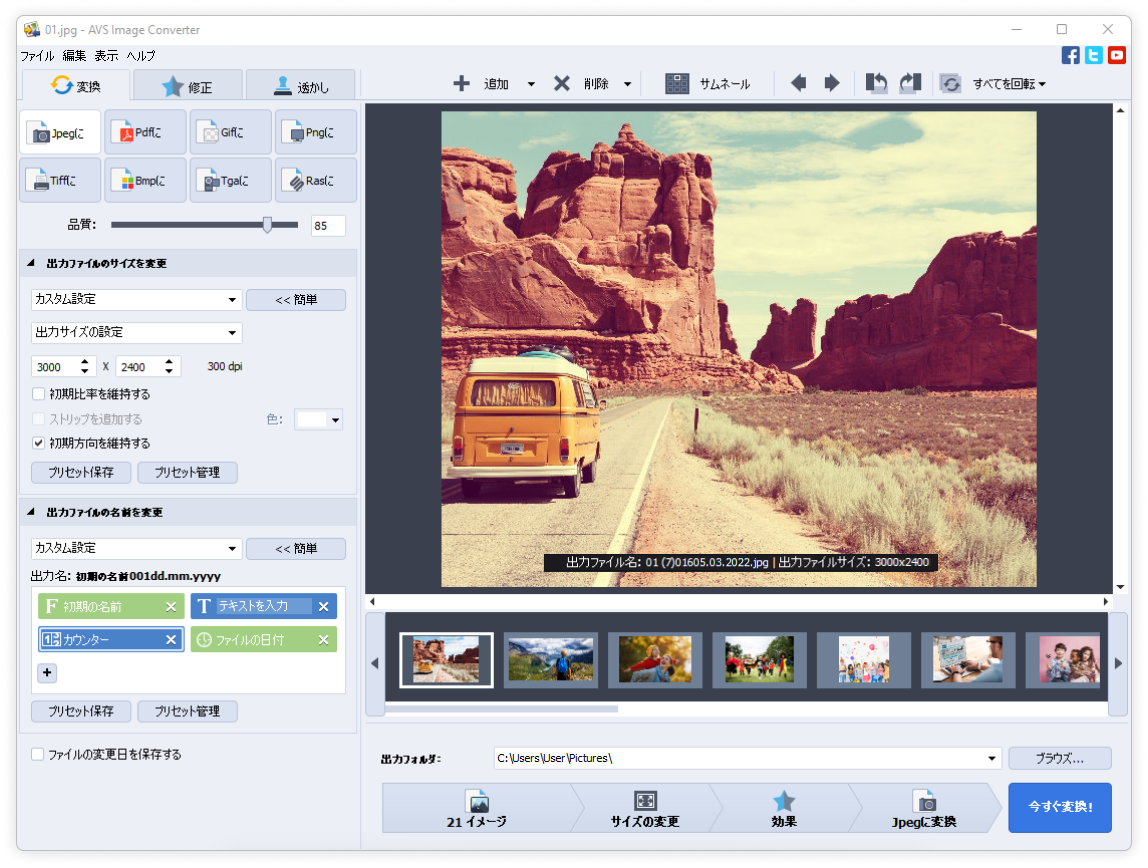 01.jpg - AVS Image Converter
ファイル 編集 表示 ヘルプ
変換 修正 透かし
追加 削除 サムネール すべてを回転
Jpegに Pdfに Gifに Pngに
Tiffに Bmpに Tgaに Rasに
品質: 85
出力ファイルのサイズを変更
カスタム設定 << 簡単
出力サイズの設定
3000 X 2400 300 dpi
初期比率を維持する
ストリップを追加する 色:
初期方向を維持する
プリセット保存 プリセット管理
出力ファイルの名前を変更
カスタム設定 << 簡単
出力名: 初期の名前001dd.mm.yyyy
F 初期の名前 T テキストを入力
123 カウンター ファイルの日付
プリセット保存 プリセット管理
ファイルの変更日を保存する
出力ファイル名: 01 (7)01605.03.2022.jpg | 出力ファイルサイズ: 3000x2400
出力フォルダ: C:\Users\User\Pictures\ ブラウズ...
21 イメージ サイズの変更 効果 Jpegに変換 今すぐ変換!